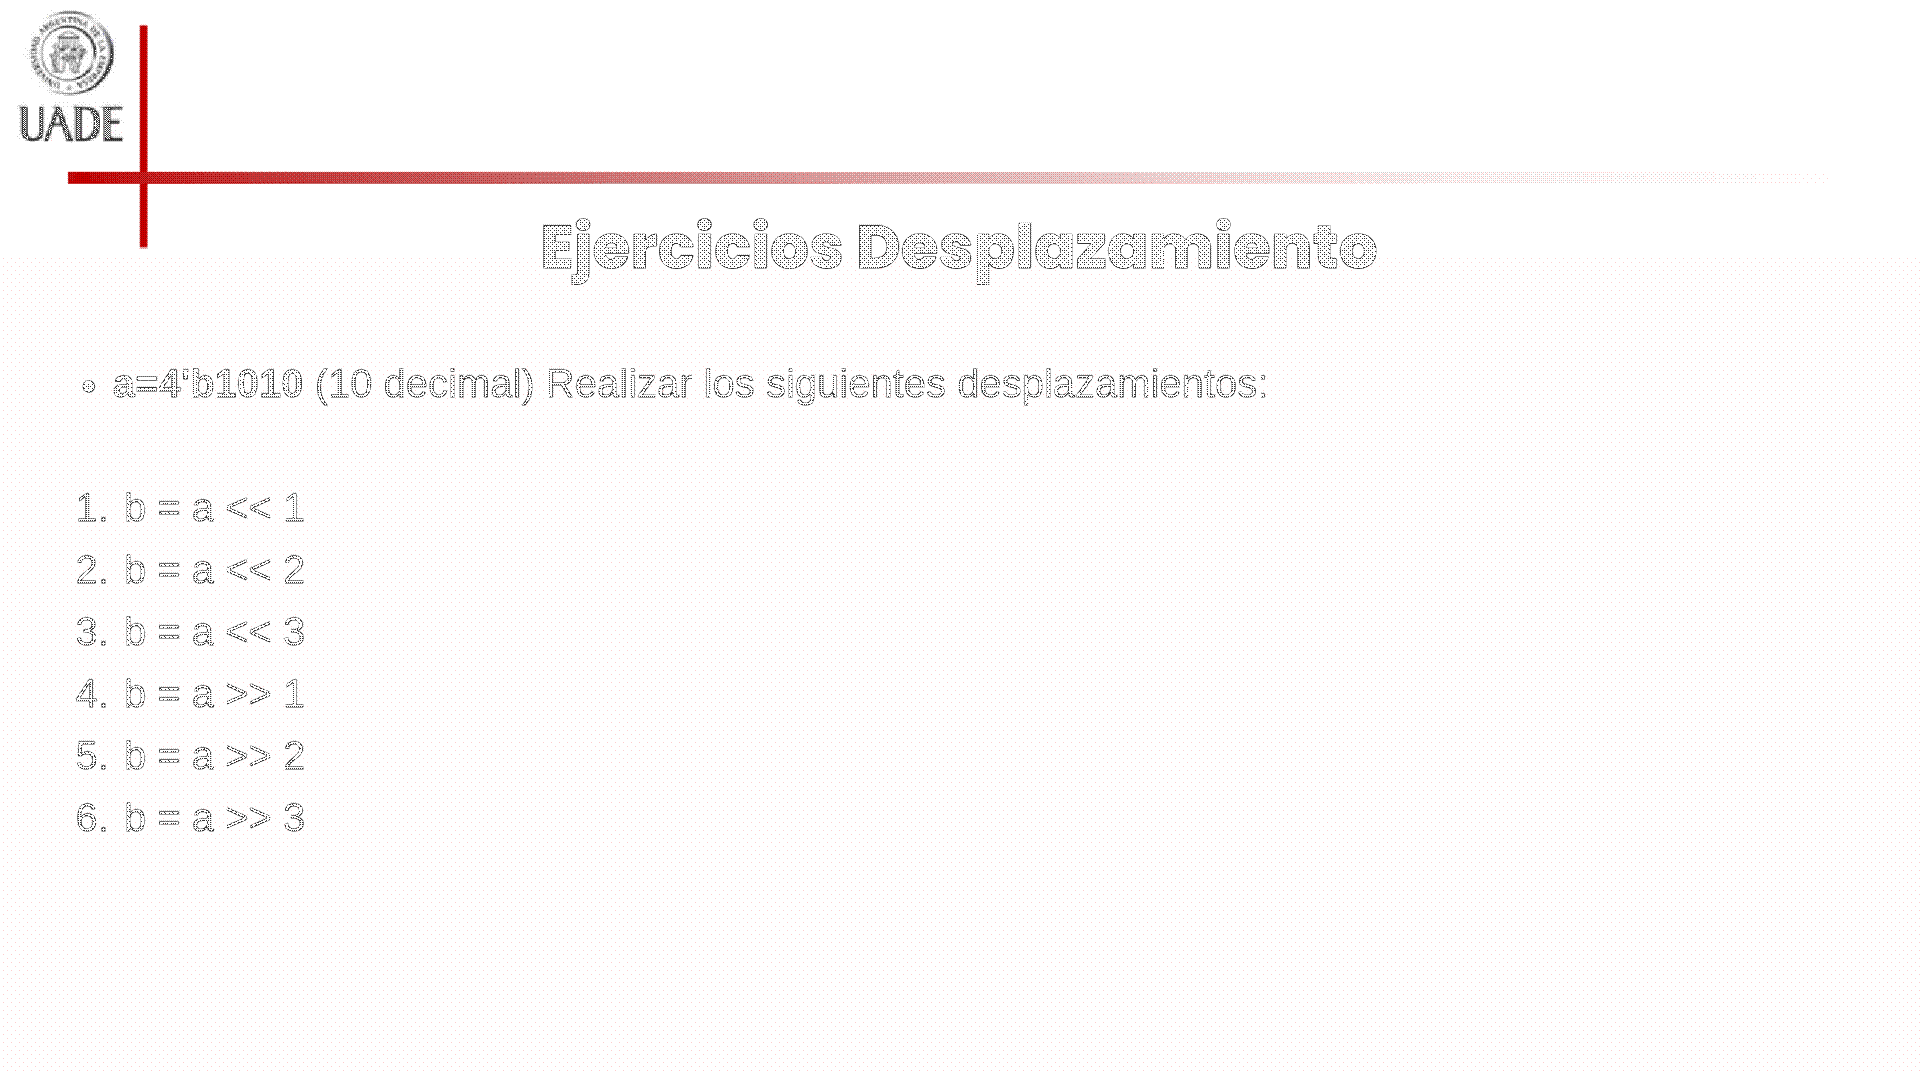 UADE
Ejercicios Desplazamiento
• a=4'b1010 (10 decimal) Realizar los siguientes desplazamientos:
1. b = a << 1
2. b = a << 2
3. b = a << 3
4. b = a >> 1
5. b = a >> 2
6. b = a >> 3